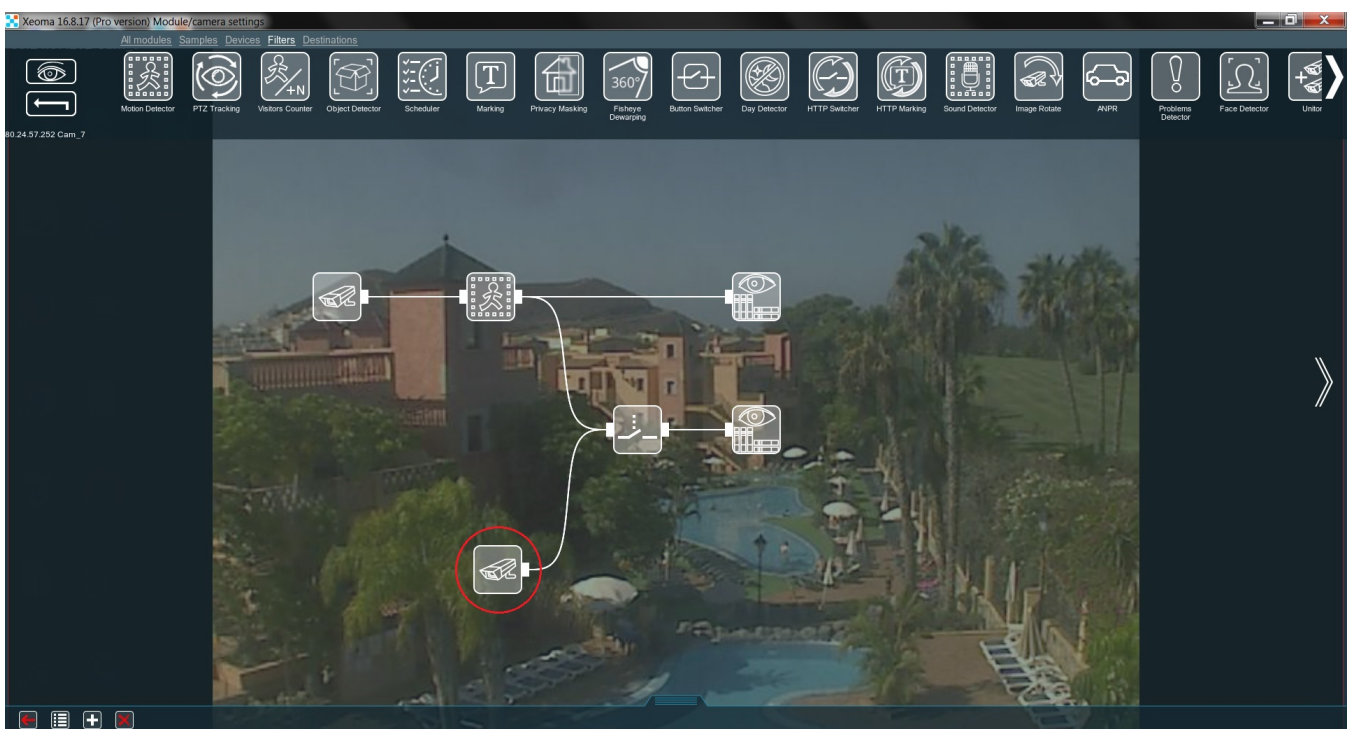 Xeoma 16.8.17 (Pro version) Module/camera settings
All modules Samples Devices Filters Destinations
+N
T
360°
T
Motion Detector PTZ Tracking Visitors Counter Object Detector Scheduler Marking Privacy Masking Fisheye Dewarping Button Switcher Day Detector HTTP Switcher HTTP Marking Sound Detector Image Rotate ANPR Problems Detector Face Detector Unitor
80.24.57.252 Cam_7